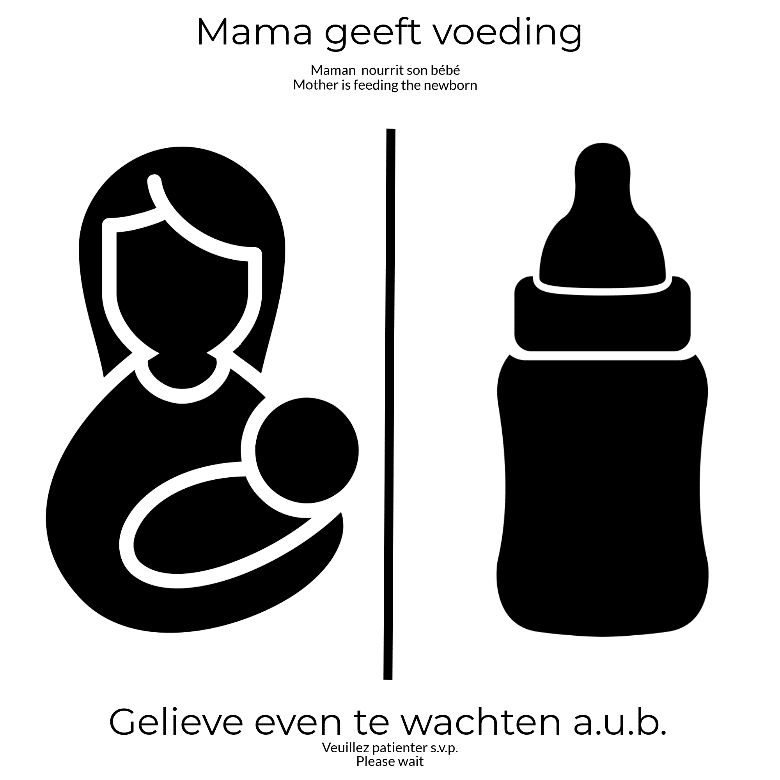 Mama geeft voeding
Maman nourrit son bébé
Mother is feeding the newborn
Gelieve even te wachten a.u.b.
Veuillez patienter s.v.p.
Please wait